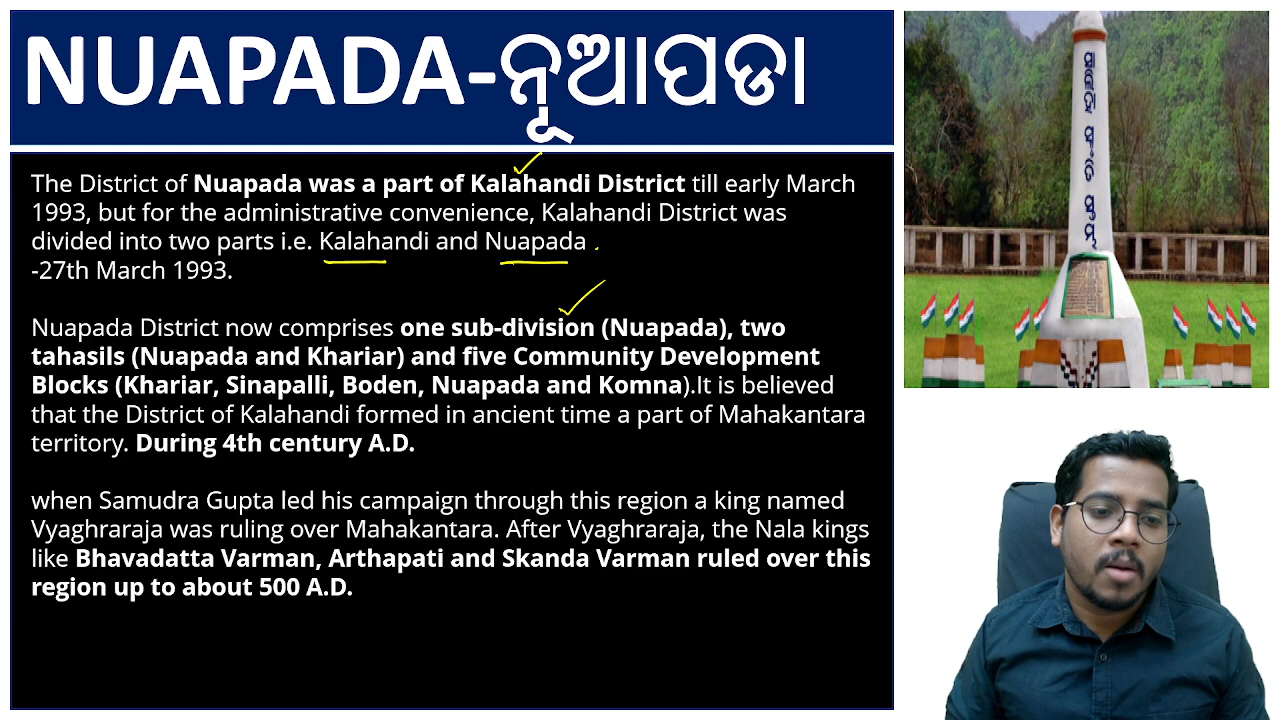 NUAPADA-ନୂଆପଡା
The District of Nuapada was a part of Kalahandi District till early March
1993, but for the administrative convenience, Kalahandi District was
divided into two parts i.e. Kalahandi and Nuapada .
-27th March 1993.
Nuapada District now comprises one sub-division (Nuapada), two
tahasils (Nuapada and Khariar) and five Community Development
Blocks (Khariar, Sinapalli, Boden, Nuapada and Komna).It is believed
that the District of Kalahandi formed in ancient time a part of Mahakantara
territory. During 4th century A.D.
when Samudra Gupta led his campaign through this region a king named
Vyaghraraja was ruling over Mahakantara. After Vyaghraraja, the Nala kings
like Bhavadatta Varman, Arthapati and Skanda Varman ruled over this
region up to about 500 A.D.